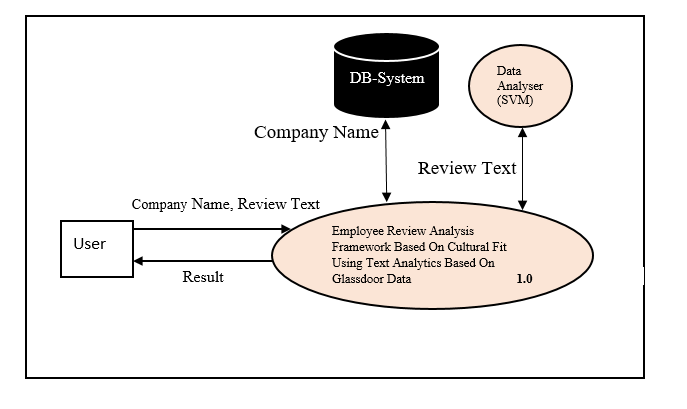 DB-System
Data
Analyser
(SVM)
Company Name
Review Text
Company Name, Review Text
User
Result
Employee Review Analysis
Framework Based On Cultural Fit
Using Text Analytics Based On
Glassdoor Data 1.0